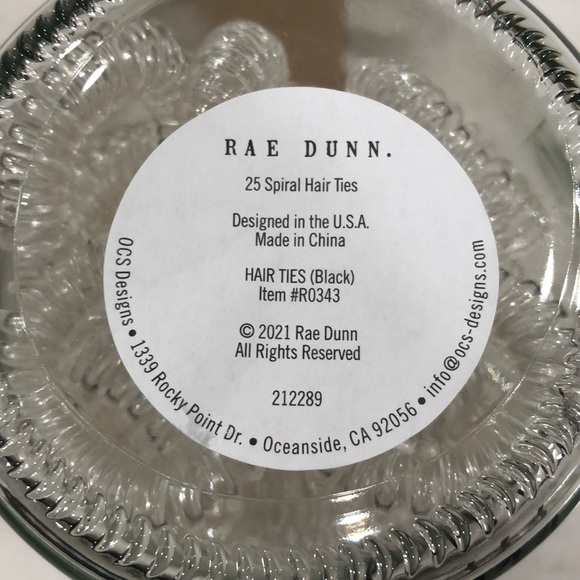 RAE DUNN.
25 Spiral Hair Ties
Designed in the U.S.A.
Made in China
HAIR TIES (Black)
Item #R0343
© 2021 Rae Dunn
All Rights Reserved
212289
OCS Designs • 1339 Rocky Point Dr. • Oceanside, CA 92056 • info@ocs-designs.com